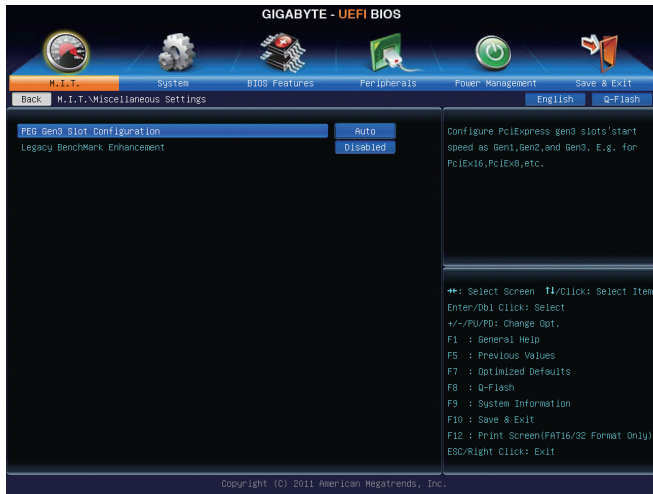 GIGABYTE - UEFI BIOS
M.I.T. System BIOS Features Peripherals Power Management Save & Exit
Back M.I.T.\Miscellaneous Settings English Q-Flash
PEG Gen3 Slot Configuration Auto
Legacy BenchMark Enhancement Disabled
Configure PciExpress gen3 slots'start
speed as Gen1,Gen2,and Gen3. E.g. for
PciEx16,PciEx8,etc.
→←: Select Screen ↑↓/Click: Select Item
Enter/Dbl Click: Select
+/-/PU/PD: Change Opt.
F1 : General Help
F5 : Previous Values
F7 : Optimized Defaults
F8 : Q-Flash
F9 : System Information
F10 : Save & Exit
F12 : Print Screen(FAT16/32 Format Only)
ESC/Right Click: Exit
Copyright (C) 2011 American Megatrends, Inc.